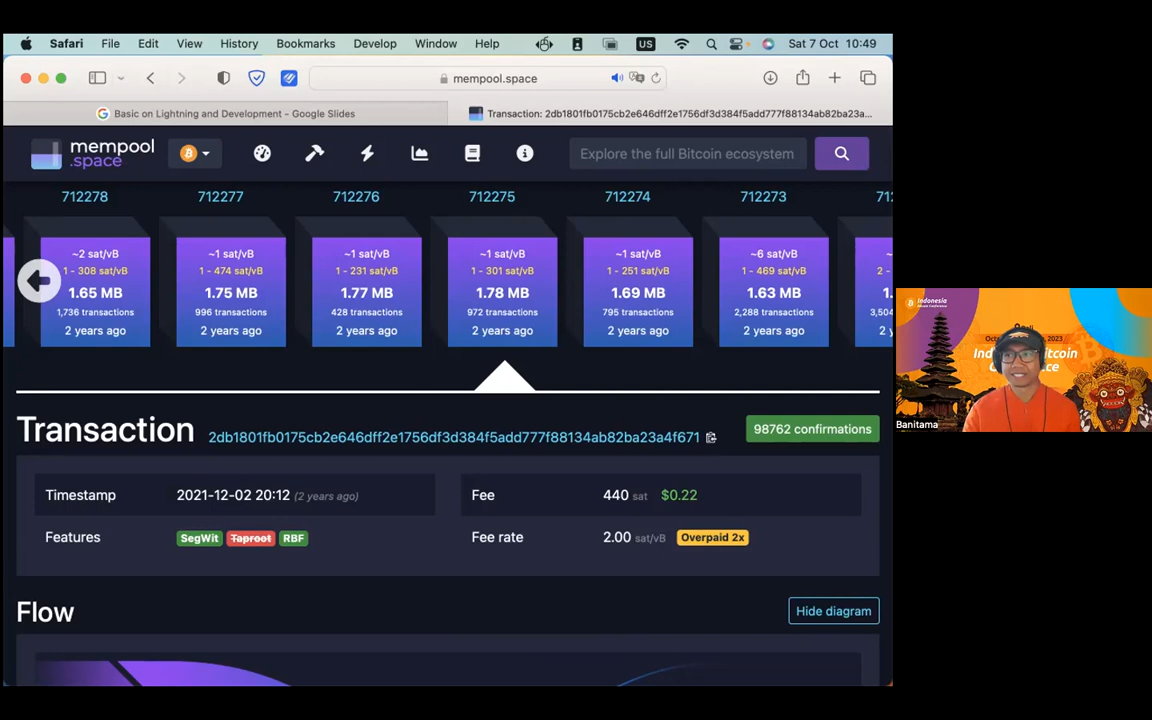 Safari File Edit View History Bookmarks Develop Window Help US Sat 7 Oct 10:49
mempool.space
Basic on Lightning and Development - Google Slides
Transaction: 2db1801fb0175cb2e646dff2e1756df3d384f5add777f88134ab82ba23a...
mempool
.space
Explore the full Bitcoin ecosystem
712278 712277 712276 712275 712274 712273 712
~2 sat/vB ~1 sat/vB ~1 sat/vB ~1 sat/vB ~1 sat/vB ~6 sat/vB ~
1 - 308 sat/vB 1 - 474 sat/vB 1 - 231 sat/vB 1 - 301 sat/vB 1 - 251 sat/vB 1 - 469 sat/vB 2 -
1.65 MB 1.75 MB 1.77 MB 1.78 MB 1.69 MB 1.63 MB 1.
1,736 transactions 996 transactions 428 transactions 972 transactions 795 transactions 2,288 transactions 3,504
2 years ago 2 years ago 2 years ago 2 years ago 2 years ago 2 years ago 2 y
Transaction 2db1801fb0175cb2e646dff2e1756df3d384f5add777f88134ab82ba23a4f671 98762 confirmations
Timestamp 2021-12-02 20:12 (2 years ago) Fee 440 sat $0.22
Features SegWit Taproot RBF Fee rate 2.00 sat/vB Overpaid 2x
Flow Hide diagram
Indonesia
Banitama